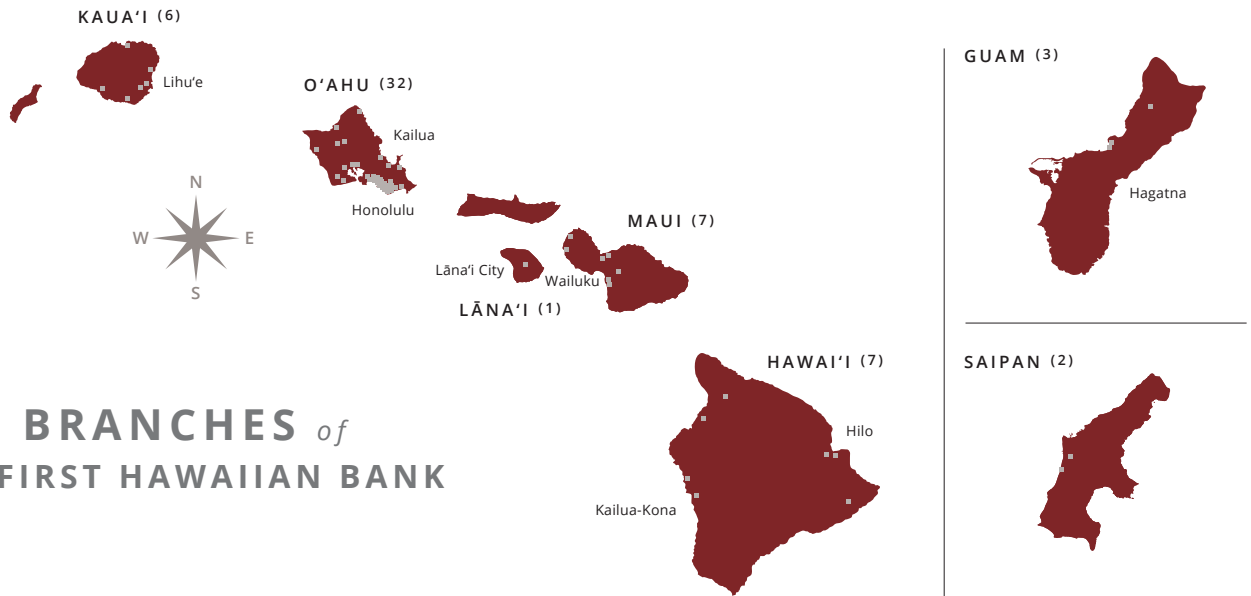 KAUA‘I (6)
Lihu‘e
O‘AHU (32)
Kailua
Honolulu
N
W E
S
MAUI (7)
Lāna‘i City
Wailuku
LĀNA‘I (1)
HAWAI‘I (7)
Hilo
Kailua-Kona
BRANCHES of
FIRST HAWAIIAN BANK
GUAM (3)
Hagatna
SAIPAN (2)